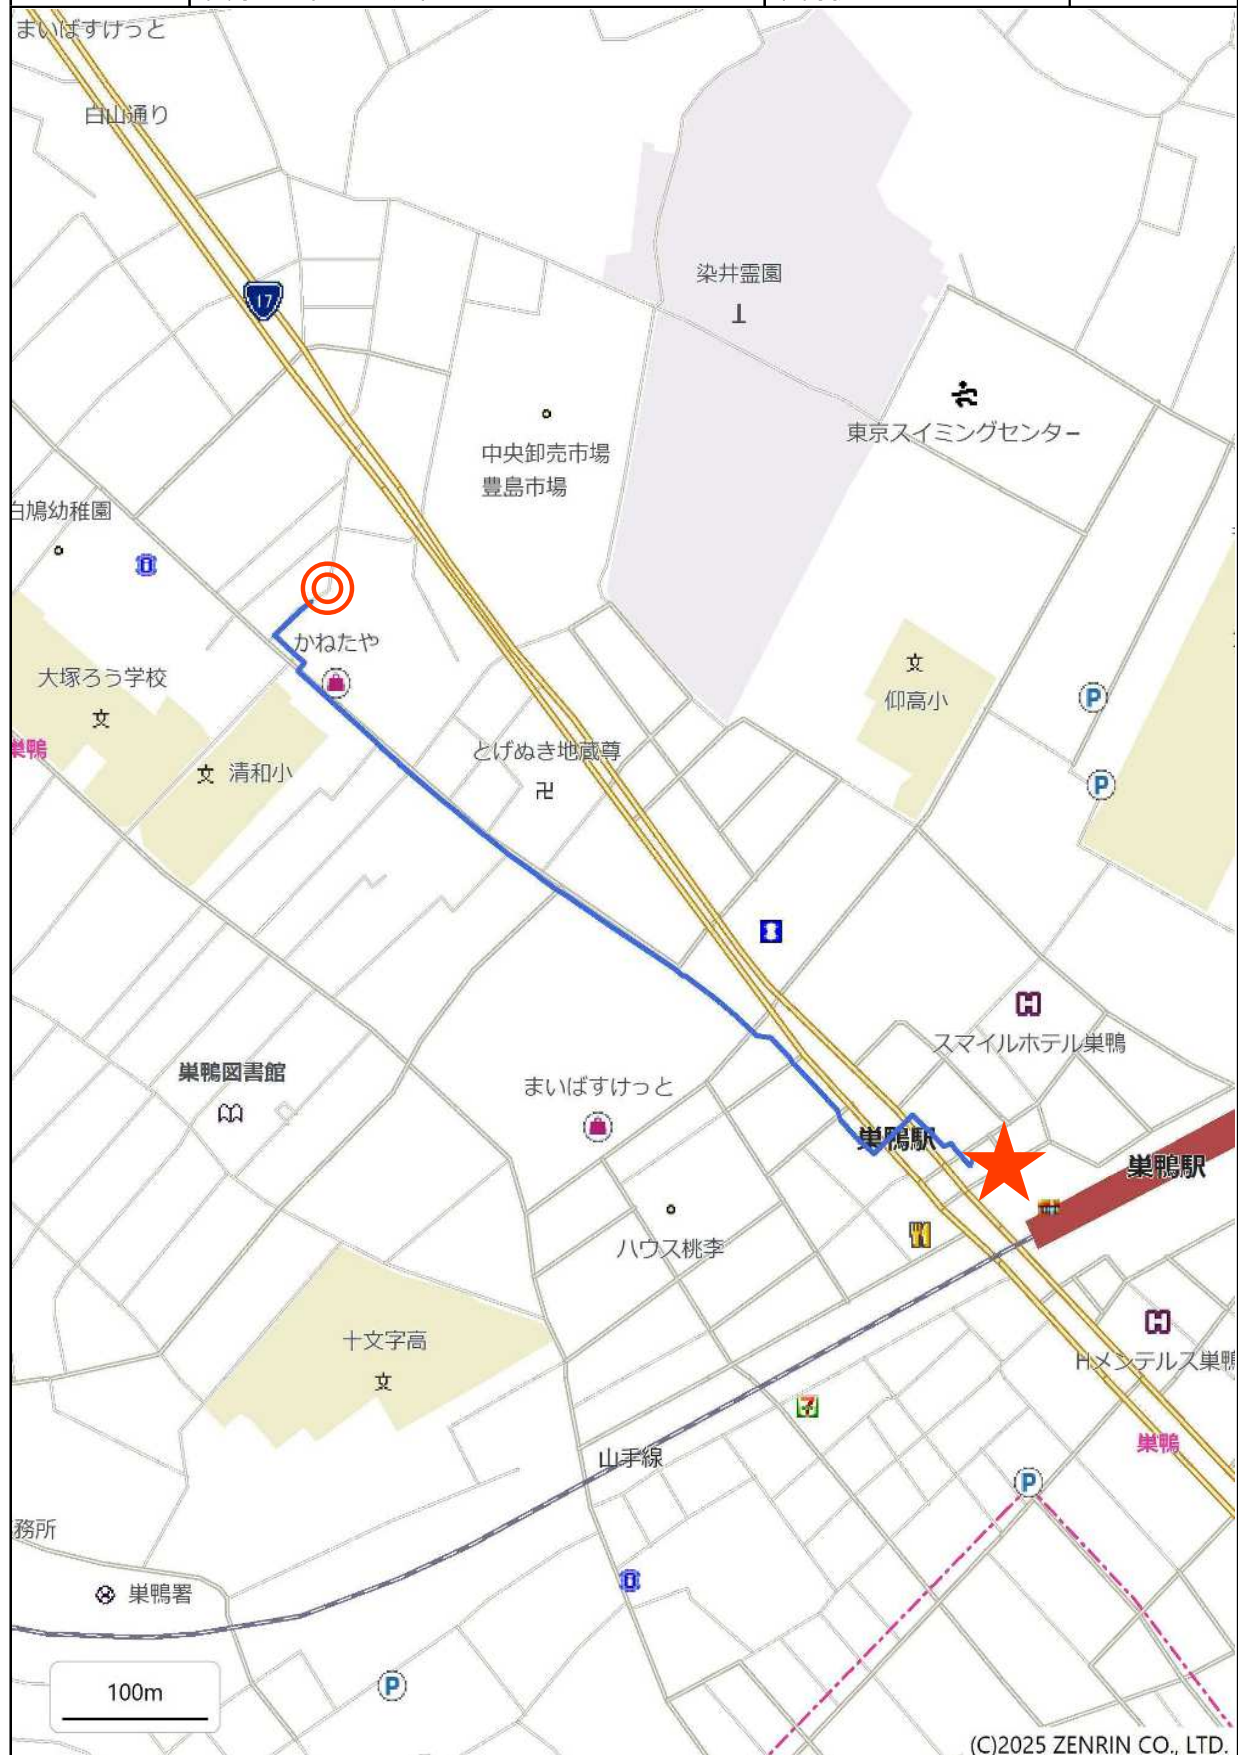 まいばすけっと
白山通り
17
染井霊園
東京スイミングセンター
中央卸売市場
豊島市場
白鳩幼稚園
かねたや
大塚ろう学校
文
文
仰高小
P
巣鴨
とげぬき地蔵尊
文 清和小
卍
P
スマイルホテル巣鴨
巣鴨図書館
まいばすけっと
巣鴨駅
巣鴨駅
ハウス桃李
十文字高
文
Hメンテルス巣鴨
7
巣鴨
山手線
P
務所
巣鴨署
100m
P
(C)2025 ZENRIN CO., LTD.